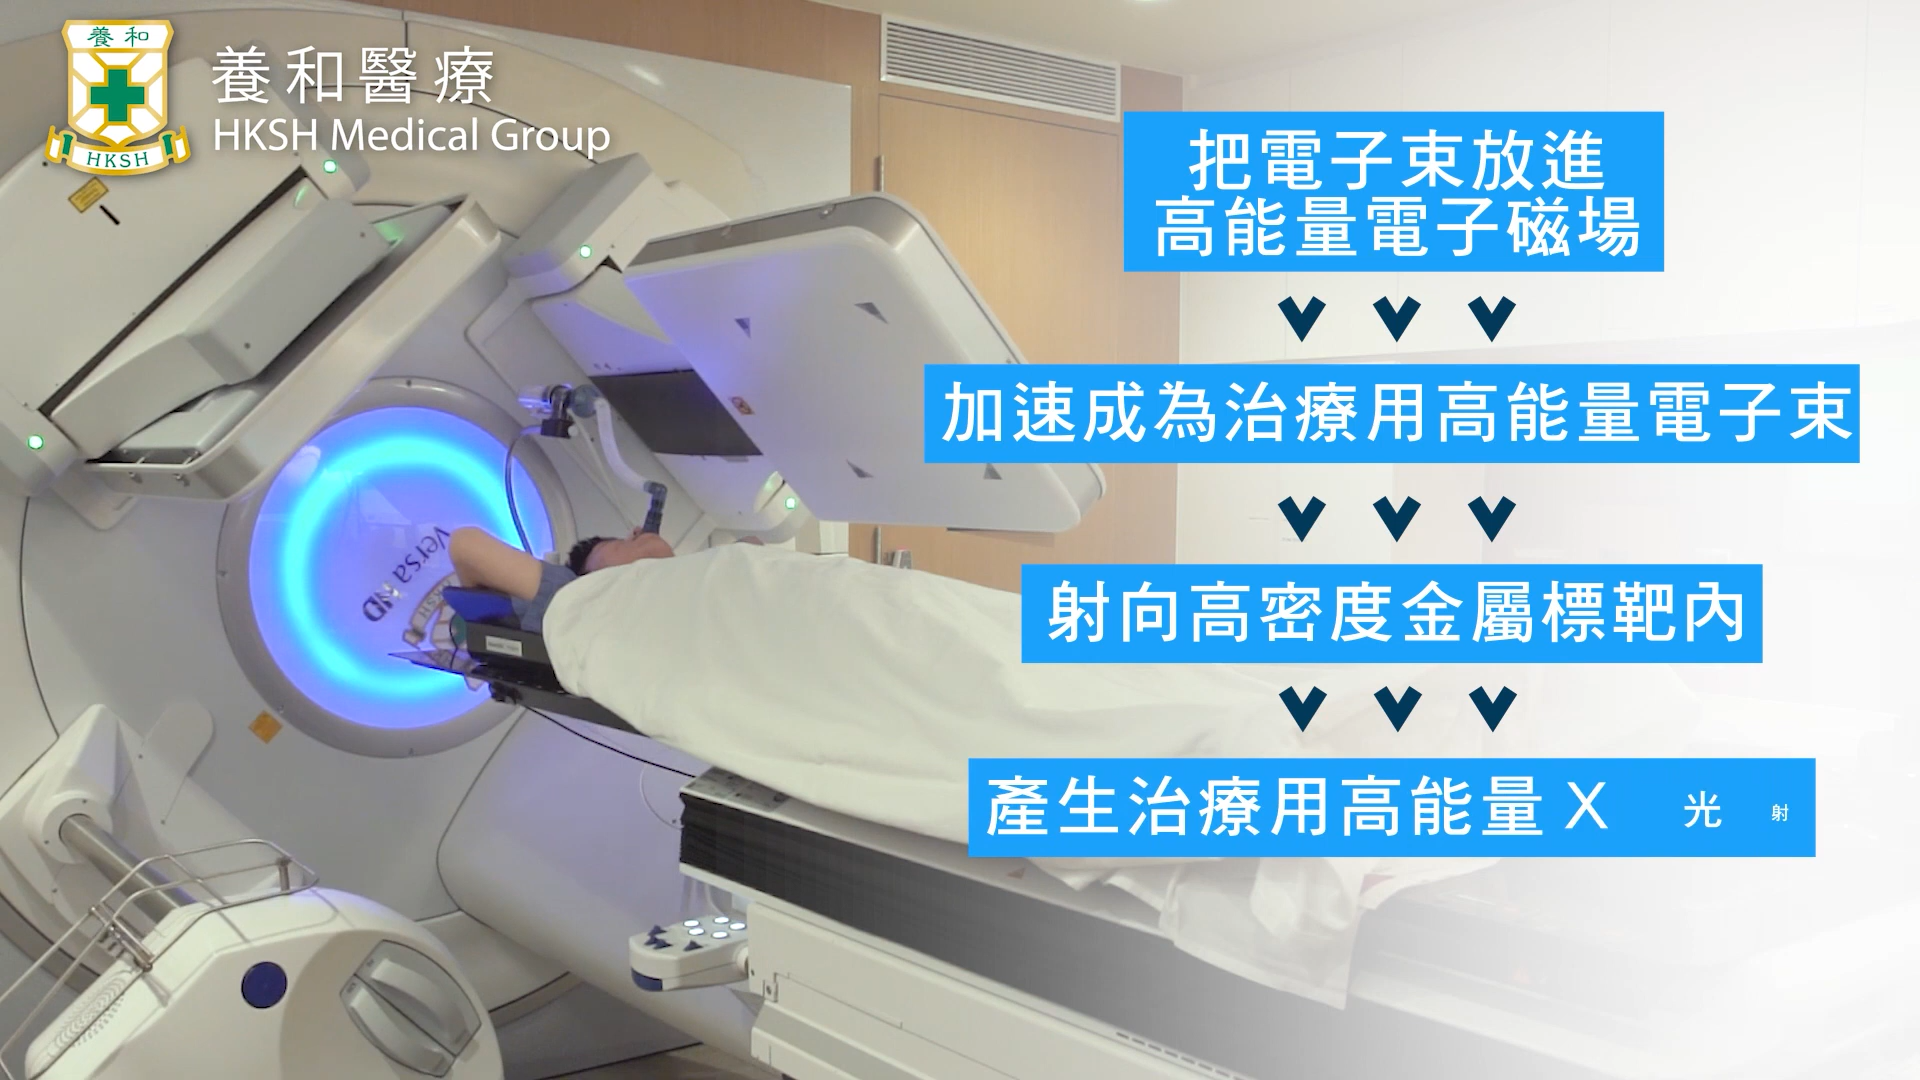 養和
HKSH
養和醫療
HKSH Medical Group
把電子束放進
高能量電子磁場
加速成為治療用高能量電子束
射向高密度金屬標靶內
產生治療用高能量 X 光 射
Versa HD
HKSH